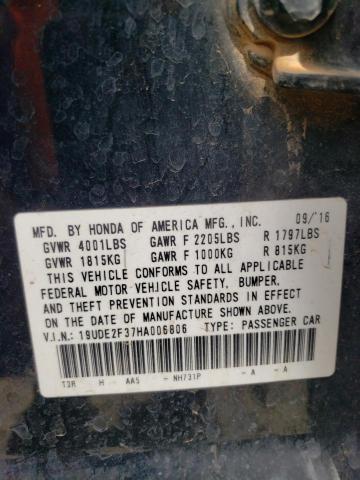 MFD. BY HONDA OF AMERICA MFG., INC. 09/'16
GVWR 4001LBS GAWR F 2205LBS R 1797LBS
GVWR 1815KG GAWR F 1000KG R 815KG
THIS VEHICLE CONFORMS TO ALL APPLICABLE
FEDERAL MOTOR VEHICLE SAFETY, BUMPER,
AND THEFT PREVENTION STANDARDS IN EFFECT
ON THE DATE OF MANUFACTURE SHOWN ABOVE.
V.I.N.: 19UDE2F37HA006806 TYPE: PASSENGER CAR
T3R H AA5 - NH731P - A - A